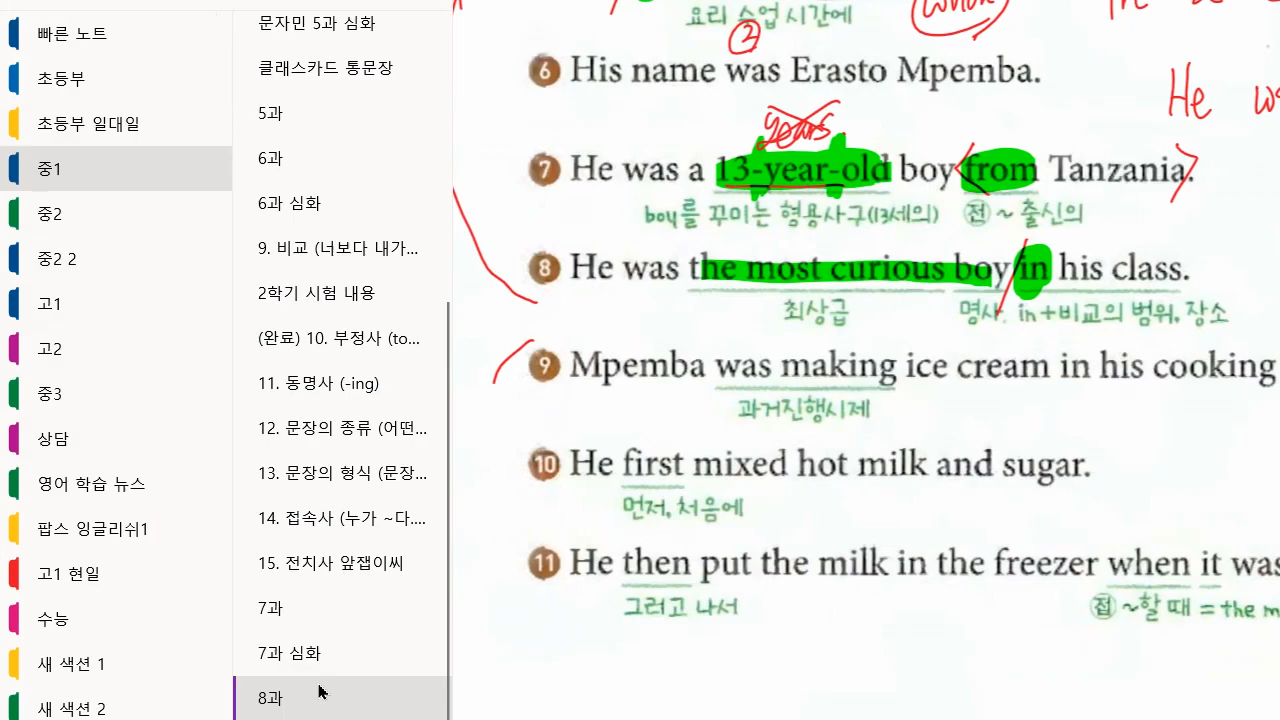 빠른 노트
초등부
초등부 일대일
중1
중2
중2 2
고1
고2
중3
상담
영어 학습 뉴스
팝스 잉글리쉬1
고1 현일
수능
새 색션 1
새 색션 2
문자민 5과 심화
클래스카드 통문장
5과
6과
6과 심화
9. 비교 (너보다 내가...
2학기 시험 내용
(완료) 10. 부정사 (to...
11. 동명사 (-ing)
12. 문장의 종류 (어떤...
13. 문장의 형식 (문장...
14. 접속사 (누가 ~다....
15. 전치사 앞잽이씨
7과
7과 심화
8과
요리 수업 시간에
②
6 His name was Erasto Mpemba.
He
years
7 He was a 13-year-old boy from Tanzania.
boy를 꾸미는 형용사구(13세의) 전 ~ 출신의
8 He was the most curious boy in his class.
최상급 명사. in+비교의 범위, 장소
9 Mpemba was making ice cream in his cooking
과거진행시제
10 He first mixed hot milk and sugar.
먼저, 처음에
11 He then put the milk in the freezer when it was
그러고 나서 접 ~할 때 = the m